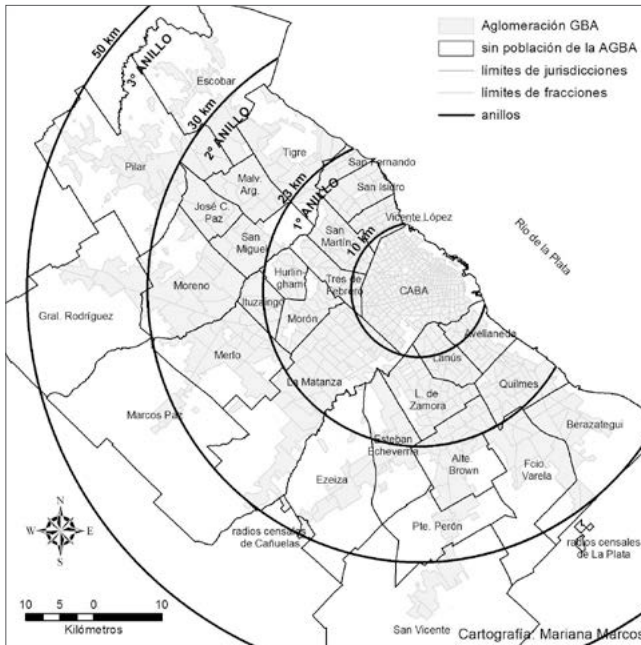 Aglomeración GBA
sin población de la AGBA
límites de jurisdicciones
límites de fracciones
anillos
50 km
3º ANILLO
Escobar
30 km
2º ANILLO
Tigre
Pilar
Malv.
Arg.
23 km
San Fernando
San Isidro
1º ANILLO
José C.
Paz
Vicente López
San
Martín
10 km
San
Miguel
Río de la Plata
Hurlin-
gham
Tres de
Febrero
CABA
Moreno
Ituzaingó
Gral. Rodríguez
Morón
Avellaneda
Merlo
Lanús
La Matanza
Quilmes
L. de
Zamora
Marcos Paz
Berazategui
Esteban
Echeverría
Alte.
Brown
Fcio.
Varela
Ezeiza
N
W
E
S
radios censales
de Cañuelas
Pte. Perón
radios censales
de La Plata
10 5 0 10
Kilómetros
San Vicente
Cartografía: Mariana Marcos